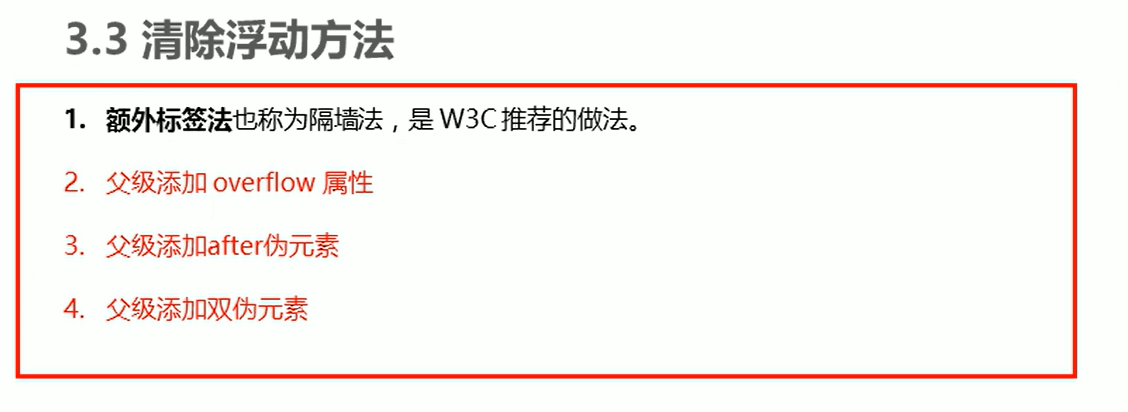 3.3 清除浮动方法
1. 额外标签法也称为隔墙法，是 W3C 推荐的做法。
2. 父级添加 overflow 属性
3. 父级添加after伪元素
4. 父级添加双伪元素